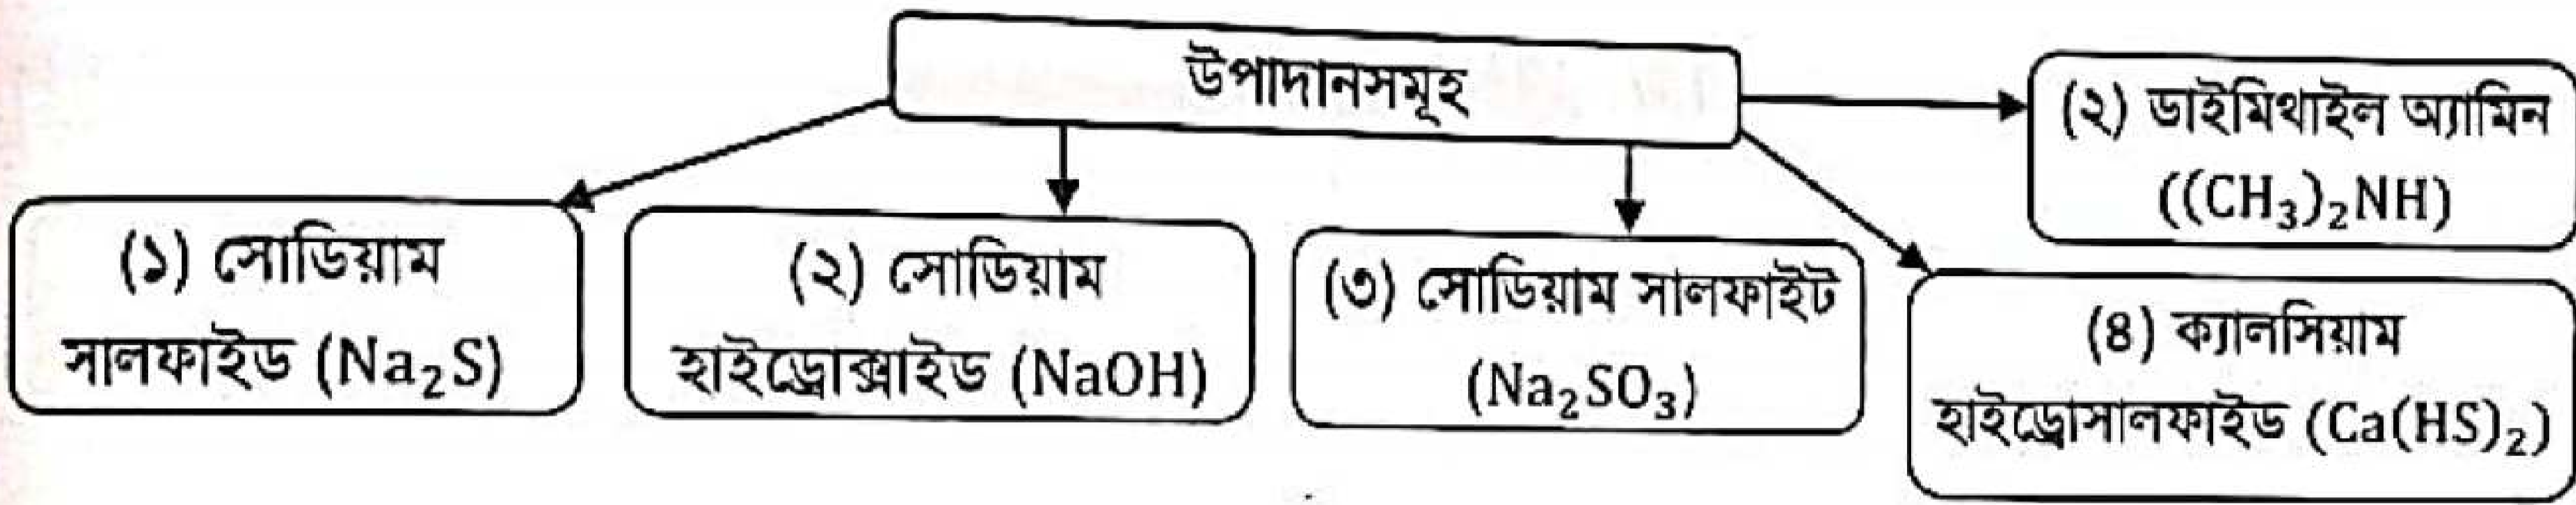 উপাদানসমূহ
(২) ডাইমিথাইল অ্যামিন
((CH₃)₂NH)
(১) সোডিয়াম
সালফাইড (Na₂S)
(২) সোডিয়াম
হাইড্রোক্সাইড (NaOH)
(৩) সোডিয়াম সালফাইট
(Na₂SO₃)
(৪) ক্যালসিয়াম
হাইড্রোসালফাইড (Ca(HS)₂)